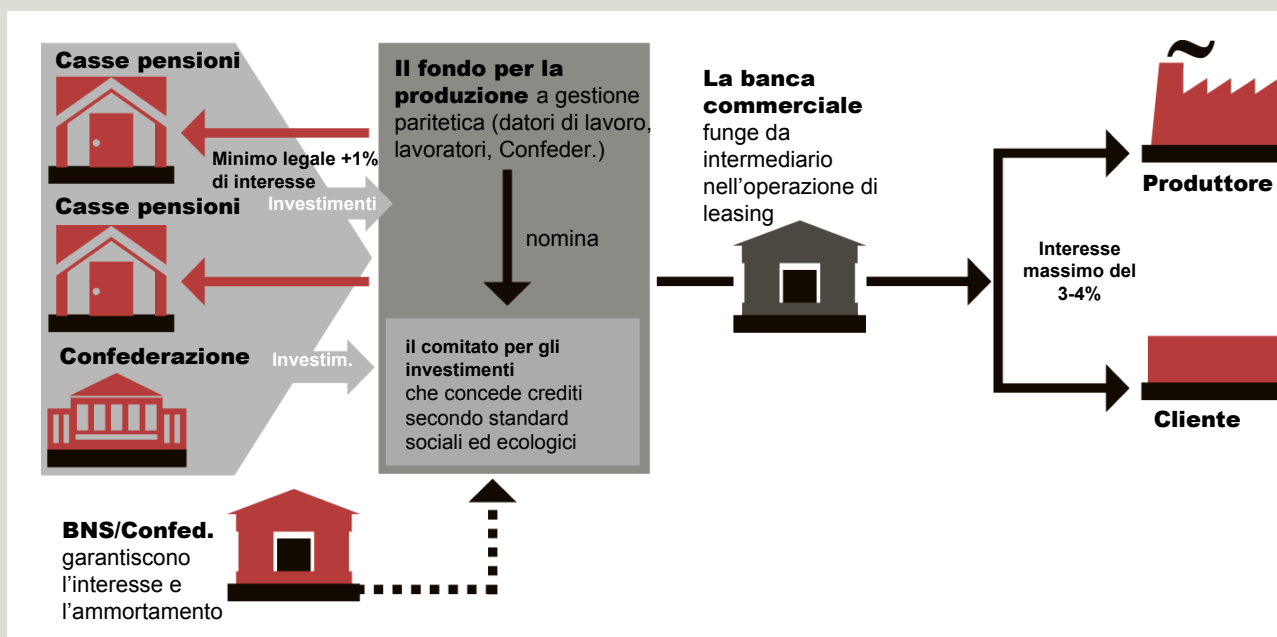 Casse pensioni
Minimo legale +1%
di interesse
Investimenti
Casse pensioni
Confederazione
Investim.
BNS/Confed.
garantiscono
l'interesse e
l'ammortamento
Il fondo per la
produzione a gestione
paritetica (datori di lavoro,
lavoratori, Confeder.)
nomina
il comitato per gli
investimenti
che concede crediti
secondo standard
sociali ed ecologici
La banca
commerciale
funge da
intermediario
nell'operazione di
leasing
Interesse
massimo del
3-4%
Produttore
Cliente